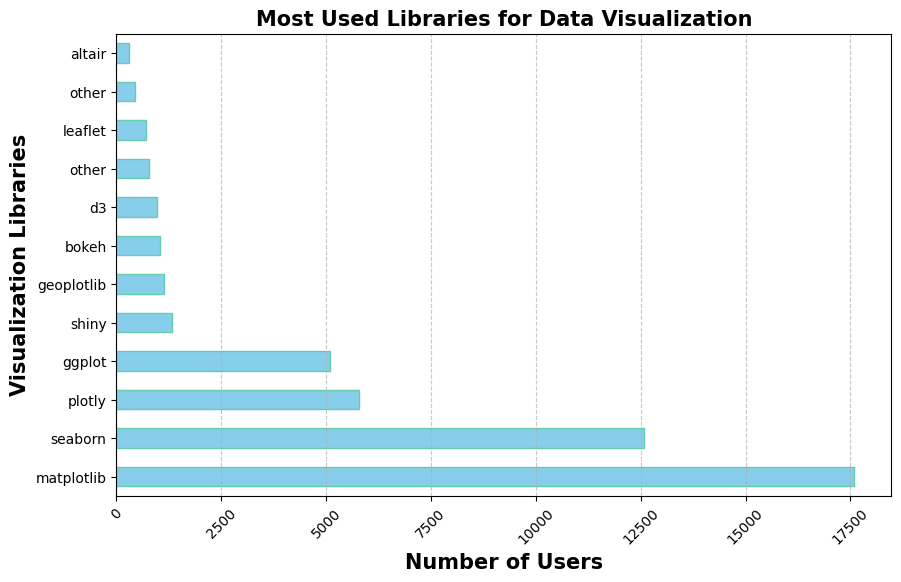 Most Used Libraries for Data Visualization
Visualization Libraries
altair
other
leaflet
other
d3
bokeh
geoplotlib
shiny
ggplot
plotly
seaborn
matplotlib
0 2500 5000 7500 10000 12500 15000 17500
Number of Users